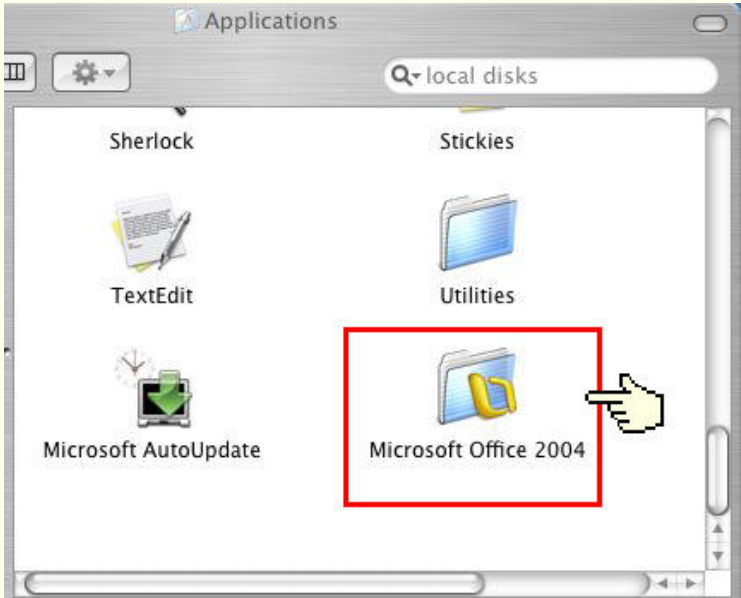 Applications
local disks
Sherlock
Stickies
TextEdit
Utilities
Microsoft AutoUpdate
Microsoft Office 2004